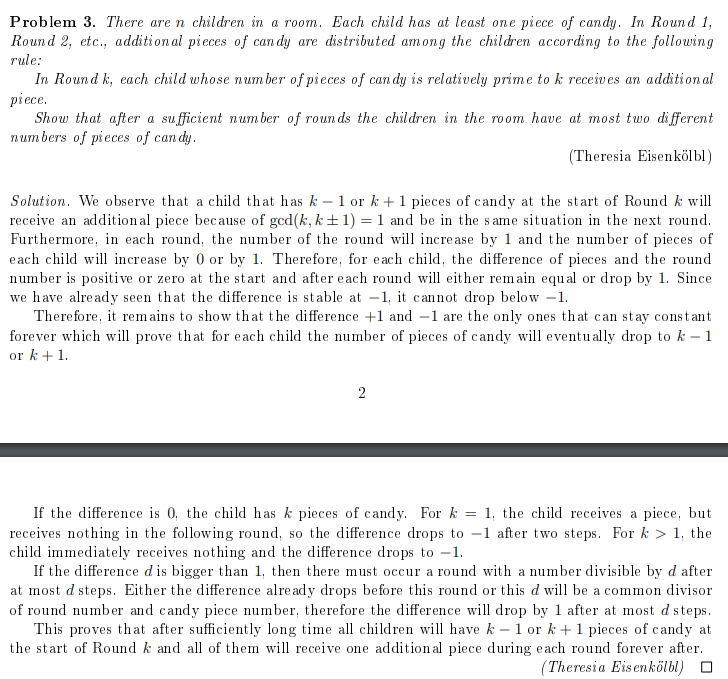 Problem 3. There are n children in a room. Each child has at least one piece of candy. In Round 1,
Round 2, etc., additional pieces of candy are distributed among the children according to the following
rule:
In Round k, each child whose number of pieces of candy is relatively prime to k receives an additional
piece.
Show that after a sufficient number of rounds the children in the room have at most two different
numbers of pieces of candy.
(Theresia Eisenkölbl)
Solution. We observe that a child that has k − 1 or k + 1 pieces of candy at the start of Round k will
receive an additional piece because of gcd(k, k ± 1) = 1 and be in the same situation in the next round.
Furthermore, in each round, the number of the round will increase by 1 and the number of pieces of
each child will increase by 0 or by 1. Therefore, for each child, the difference of pieces and the round
number is positive or zero at the start and after each round will either remain equal or drop by 1. Since
we have already seen that the difference is stable at −1, it cannot drop below −1.
Therefore, it remains to show that the difference +1 and −1 are the only ones that can stay constant
forever which will prove that for each child the number of pieces of candy will eventually drop to k − 1
or k + 1.
2
If the difference is 0, the child has k pieces of candy. For k = 1, the child receives a piece, but
receives nothing in the following round, so the difference drops to −1 after two steps. For k > 1, the
child immediately receives nothing and the difference drops to −1.
If the difference d is bigger than 1, then there must occur a round with a number divisible by d after
at most d steps. Either the difference already drops before this round or this d will be a common divisor
of round number and candy piece number, therefore the difference will drop by 1 after at most d steps.
This proves that after sufficiently long time all children will have k − 1 or k + 1 pieces of candy at
the start of Round k and all of them will receive one additional piece during each round forever after.
(Theresia Eisenkölbl) □